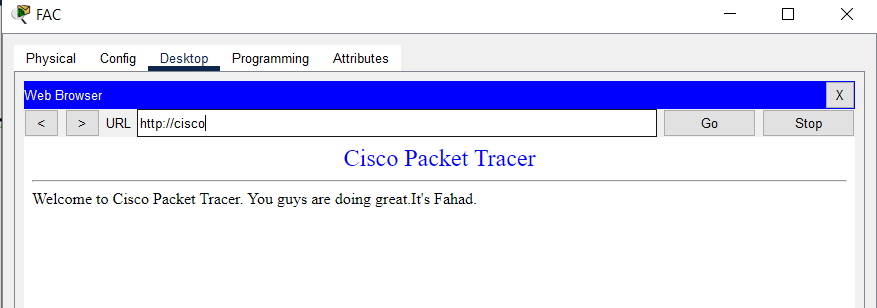 FAC
Physical Config Desktop Programming Attributes
Web Browser X
< > URL http://cisco Go Stop
Cisco Packet Tracer
Welcome to Cisco Packet Tracer. You guys are doing great.It's Fahad.